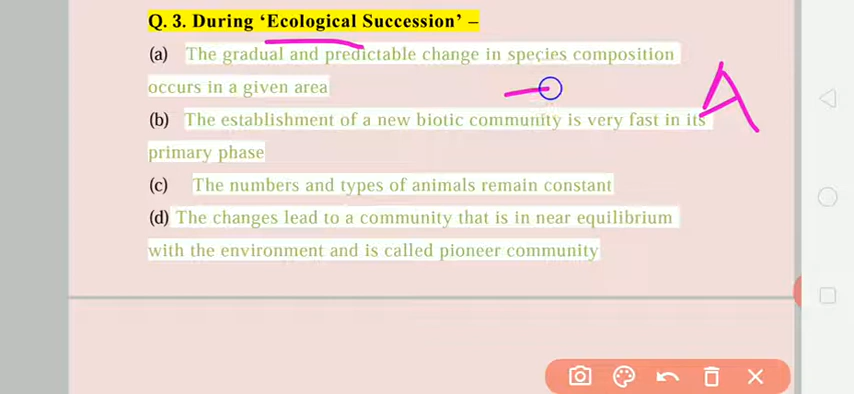 Q. 3. During ‘Ecological Succession’ –
(a) The gradual and predictable change in species composition
occurs in a given area
A
(b) The establishment of a new biotic community is very fast in its
primary phase
(c) The numbers and types of animals remain constant
(d) The changes lead to a community that is in near equilibrium
with the environment and is called pioneer community